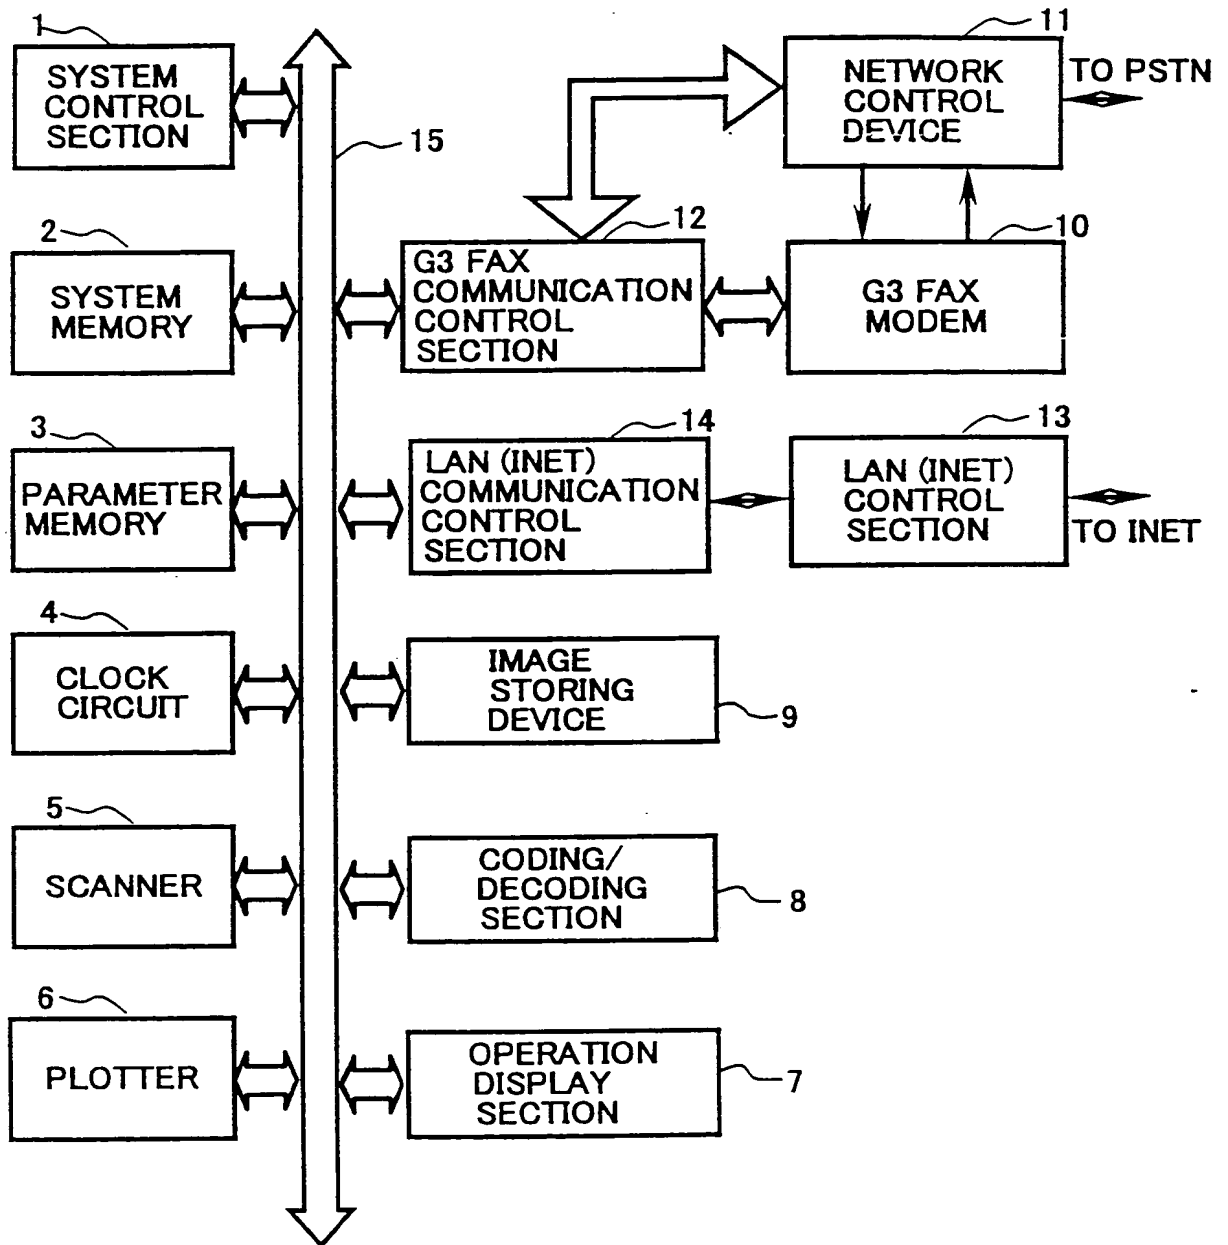 1
SYSTEM
CONTROL
SECTION
15
11
NETWORK
CONTROL
DEVICE
TO PSTN
2
SYSTEM
MEMORY
12
G3 FAX
COMMUNICATION
CONTROL
SECTION
10
G3 FAX
MODEM
3
PARAMETER
MEMORY
14
LAN (INET)
COMMUNICATION
CONTROL
SECTION
13
LAN (INET)
CONTROL
SECTION
TO INET
4
CLOCK
CIRCUIT
IMAGE
STORING
DEVICE
9
5
SCANNER
CODING/
DECODING
SECTION
8
6
PLOTTER
OPERATION
DISPLAY
SECTION
7